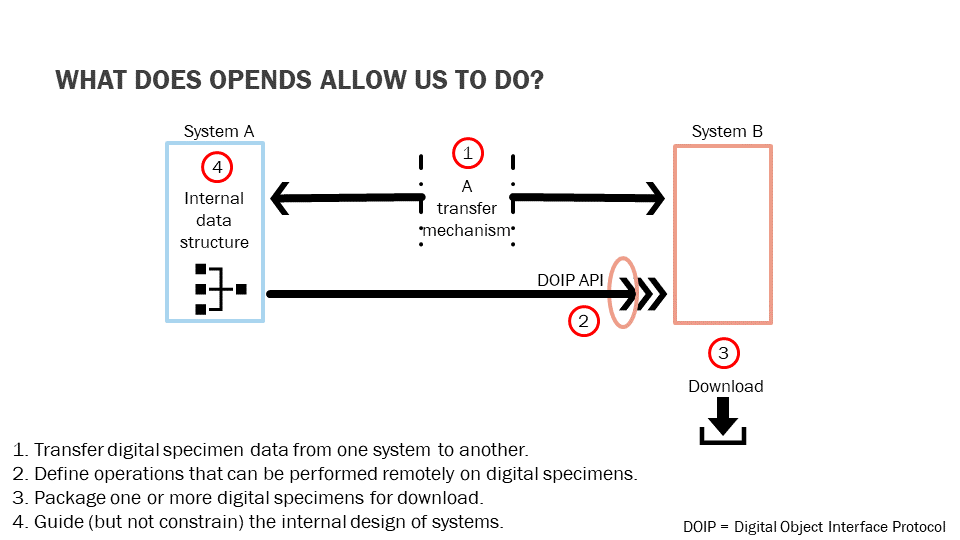 WHAT DOES OPENDS ALLOW US TO DO?
System A
System B
4
1
Internal
data
structure
A
transfer
mechanism
DOIP API
2
3
Download
1. Transfer digital specimen data from one system to another.
2. Define operations that can be performed remotely on digital specimens.
3. Package one or more digital specimens for download.
4. Guide (but not constrain) the internal design of systems.
DOIP = Digital Object Interface Protocol